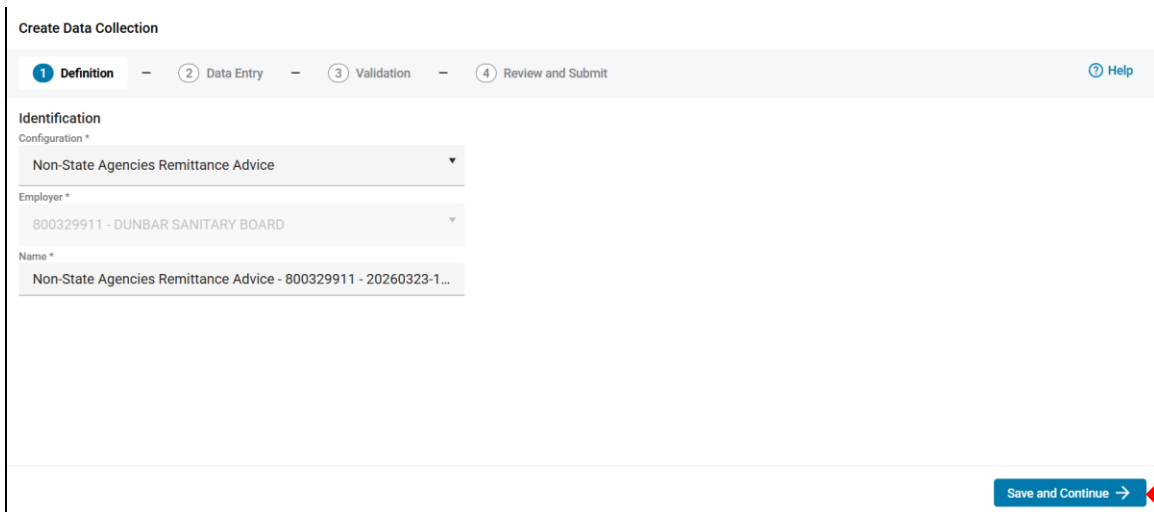 Create Data Collection
1 Definition – 2 Data Entry – 3 Validation – 4 Review and Submit ? Help
Identification
Configuration *
Non-State Agencies Remittance Advice
Employer *
800329911 - DUNBAR SANITARY BOARD
Name *
Non-State Agencies Remittance Advice - 800329911 - 20260323-1...
Save and Continue →